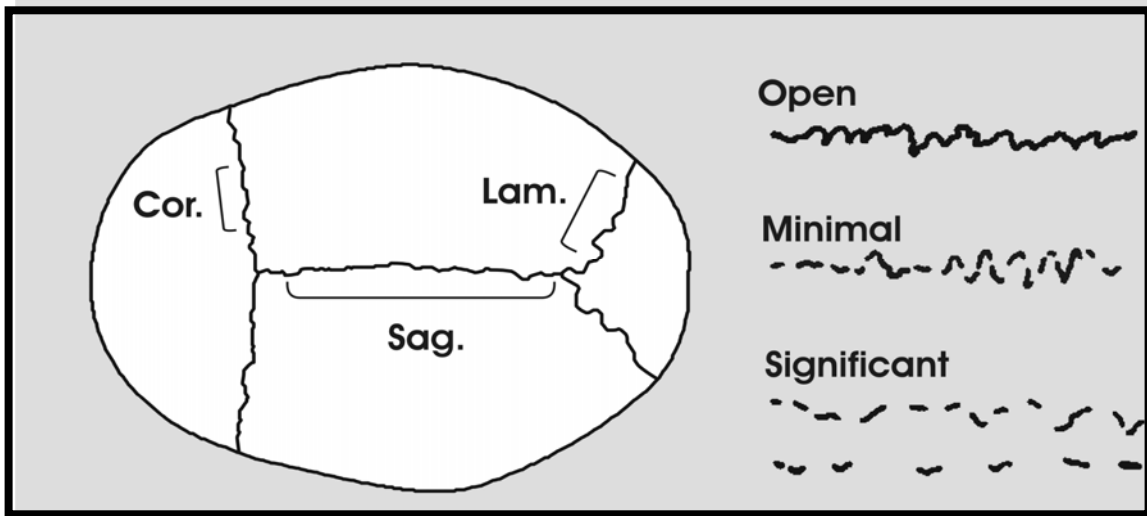 Cor.
Lam.
Sag.
Open
Minimal
Significant